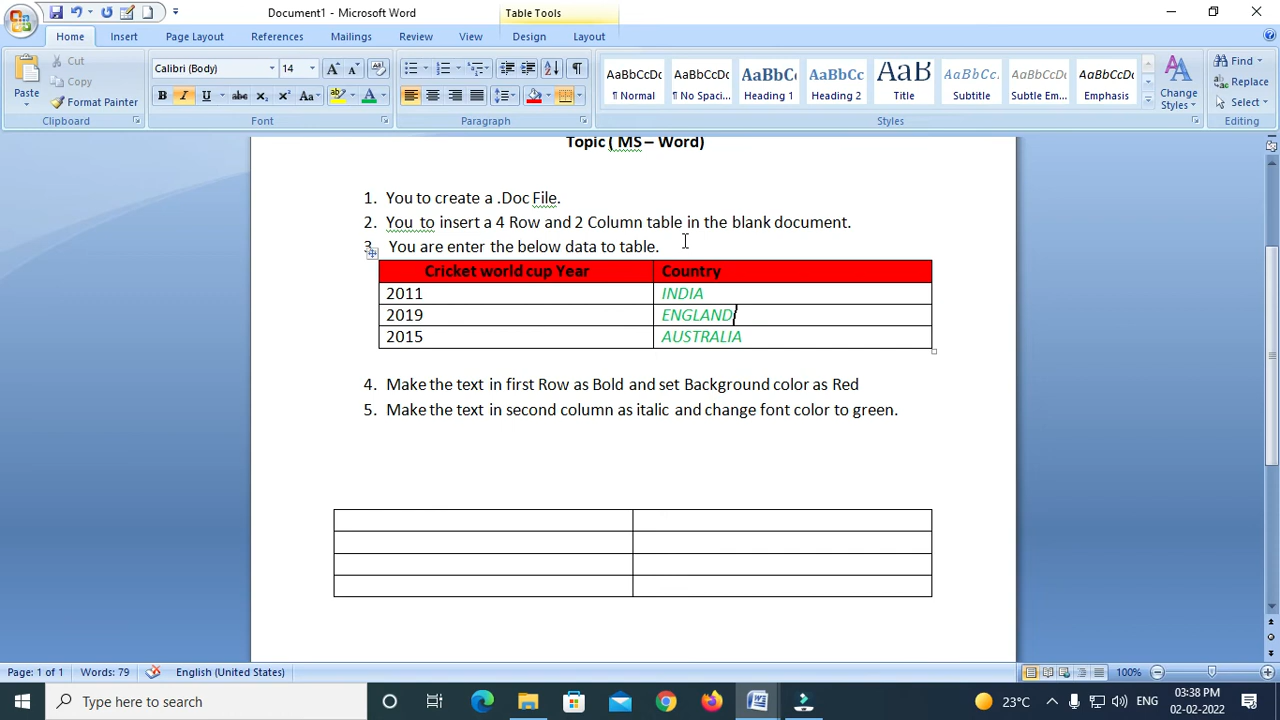 Document1 - Microsoft Word
Table Tools
Home Insert Page Layout References Mailings Review View Design Layout
Paste
Cut
Copy
Format Painter
Clipboard
Calibri (Body) 14
Font
Paragraph
AaBbCcDc AaBbCcDc AaBbCc AaBbCc AaB AaBbCc. AaBbCcDc AaBbCcDc
¶ Normal ¶ No Spaci... Heading 1 Heading 2 Title Subtitle Subtle Em... Emphasis
Change Styles
Styles
Find
Replace
Select
Editing
Topic ( MS – Word)
1. You to create a .Doc File.
2. You to insert a 4 Row and 2 Column table in the blank document.
3. You are enter the below data to table.
Cricket world cup Year Country
2011 INDIA
2019 ENGLAND
2015 AUSTRALIA
4. Make the text in first Row as Bold and set Background color as Red
5. Make the text in second column as italic and change font color to green.
Page: 1 of 1 Words: 79 English (United States) 100%
Type here to search 23°C ENG 03:38 PM
02-02-2022